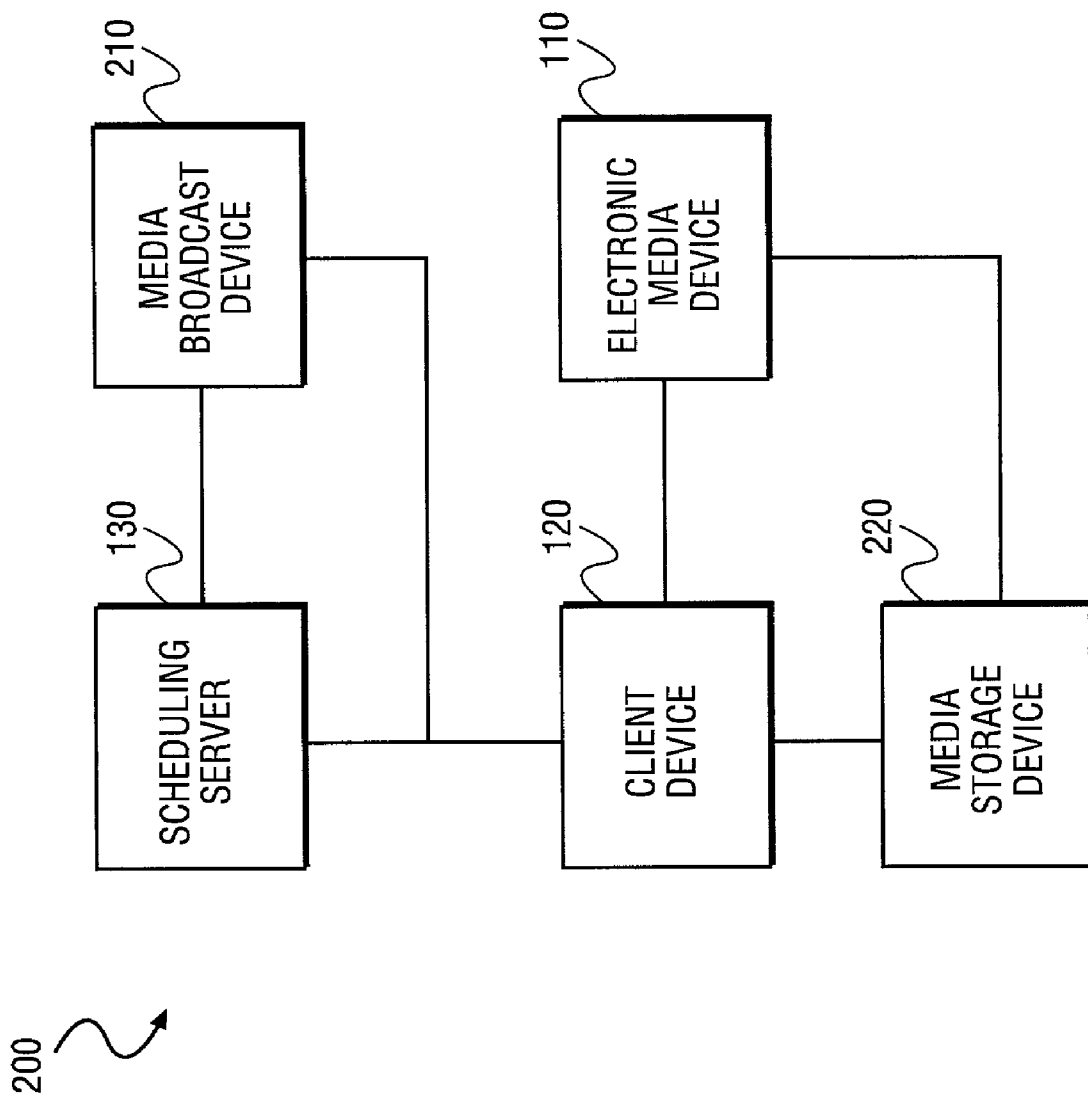 200
130
SCHEDULING
SERVER
210
MEDIA
BROADCAST
DEVICE
120
CLIENT
DEVICE
110
ELECTRONIC
MEDIA
DEVICE
220
MEDIA
STORAGE
DEVICE